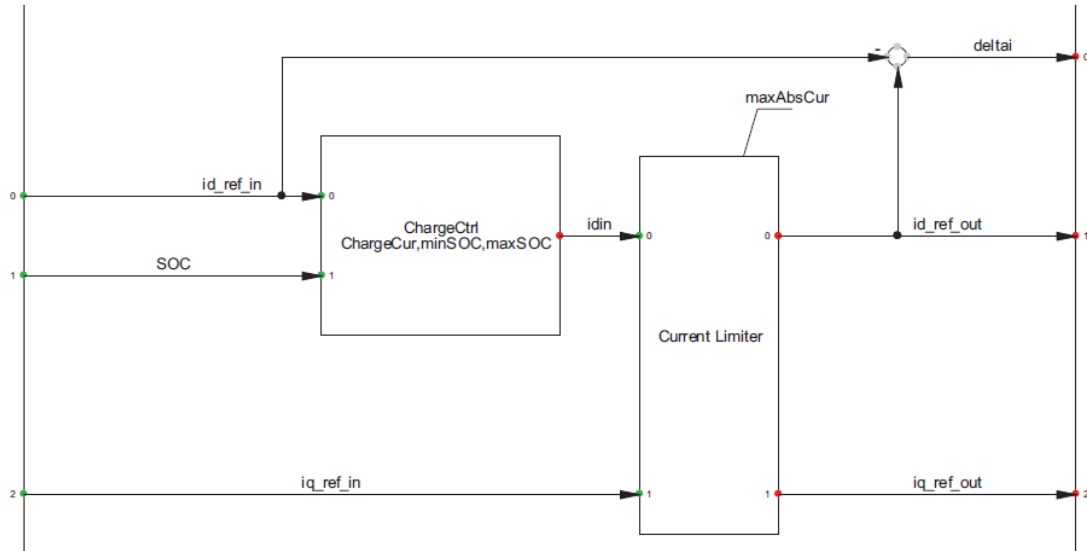 -
deltai
0
maxAbsCur
id_ref_in
0
0
ChargeCtrl
ChargeCur,minSOC,maxSOC
idin
0
0
id_ref_out
1
SOC
1
1
Current Limiter
iq_ref_in
2
1
1
iq_ref_out
2